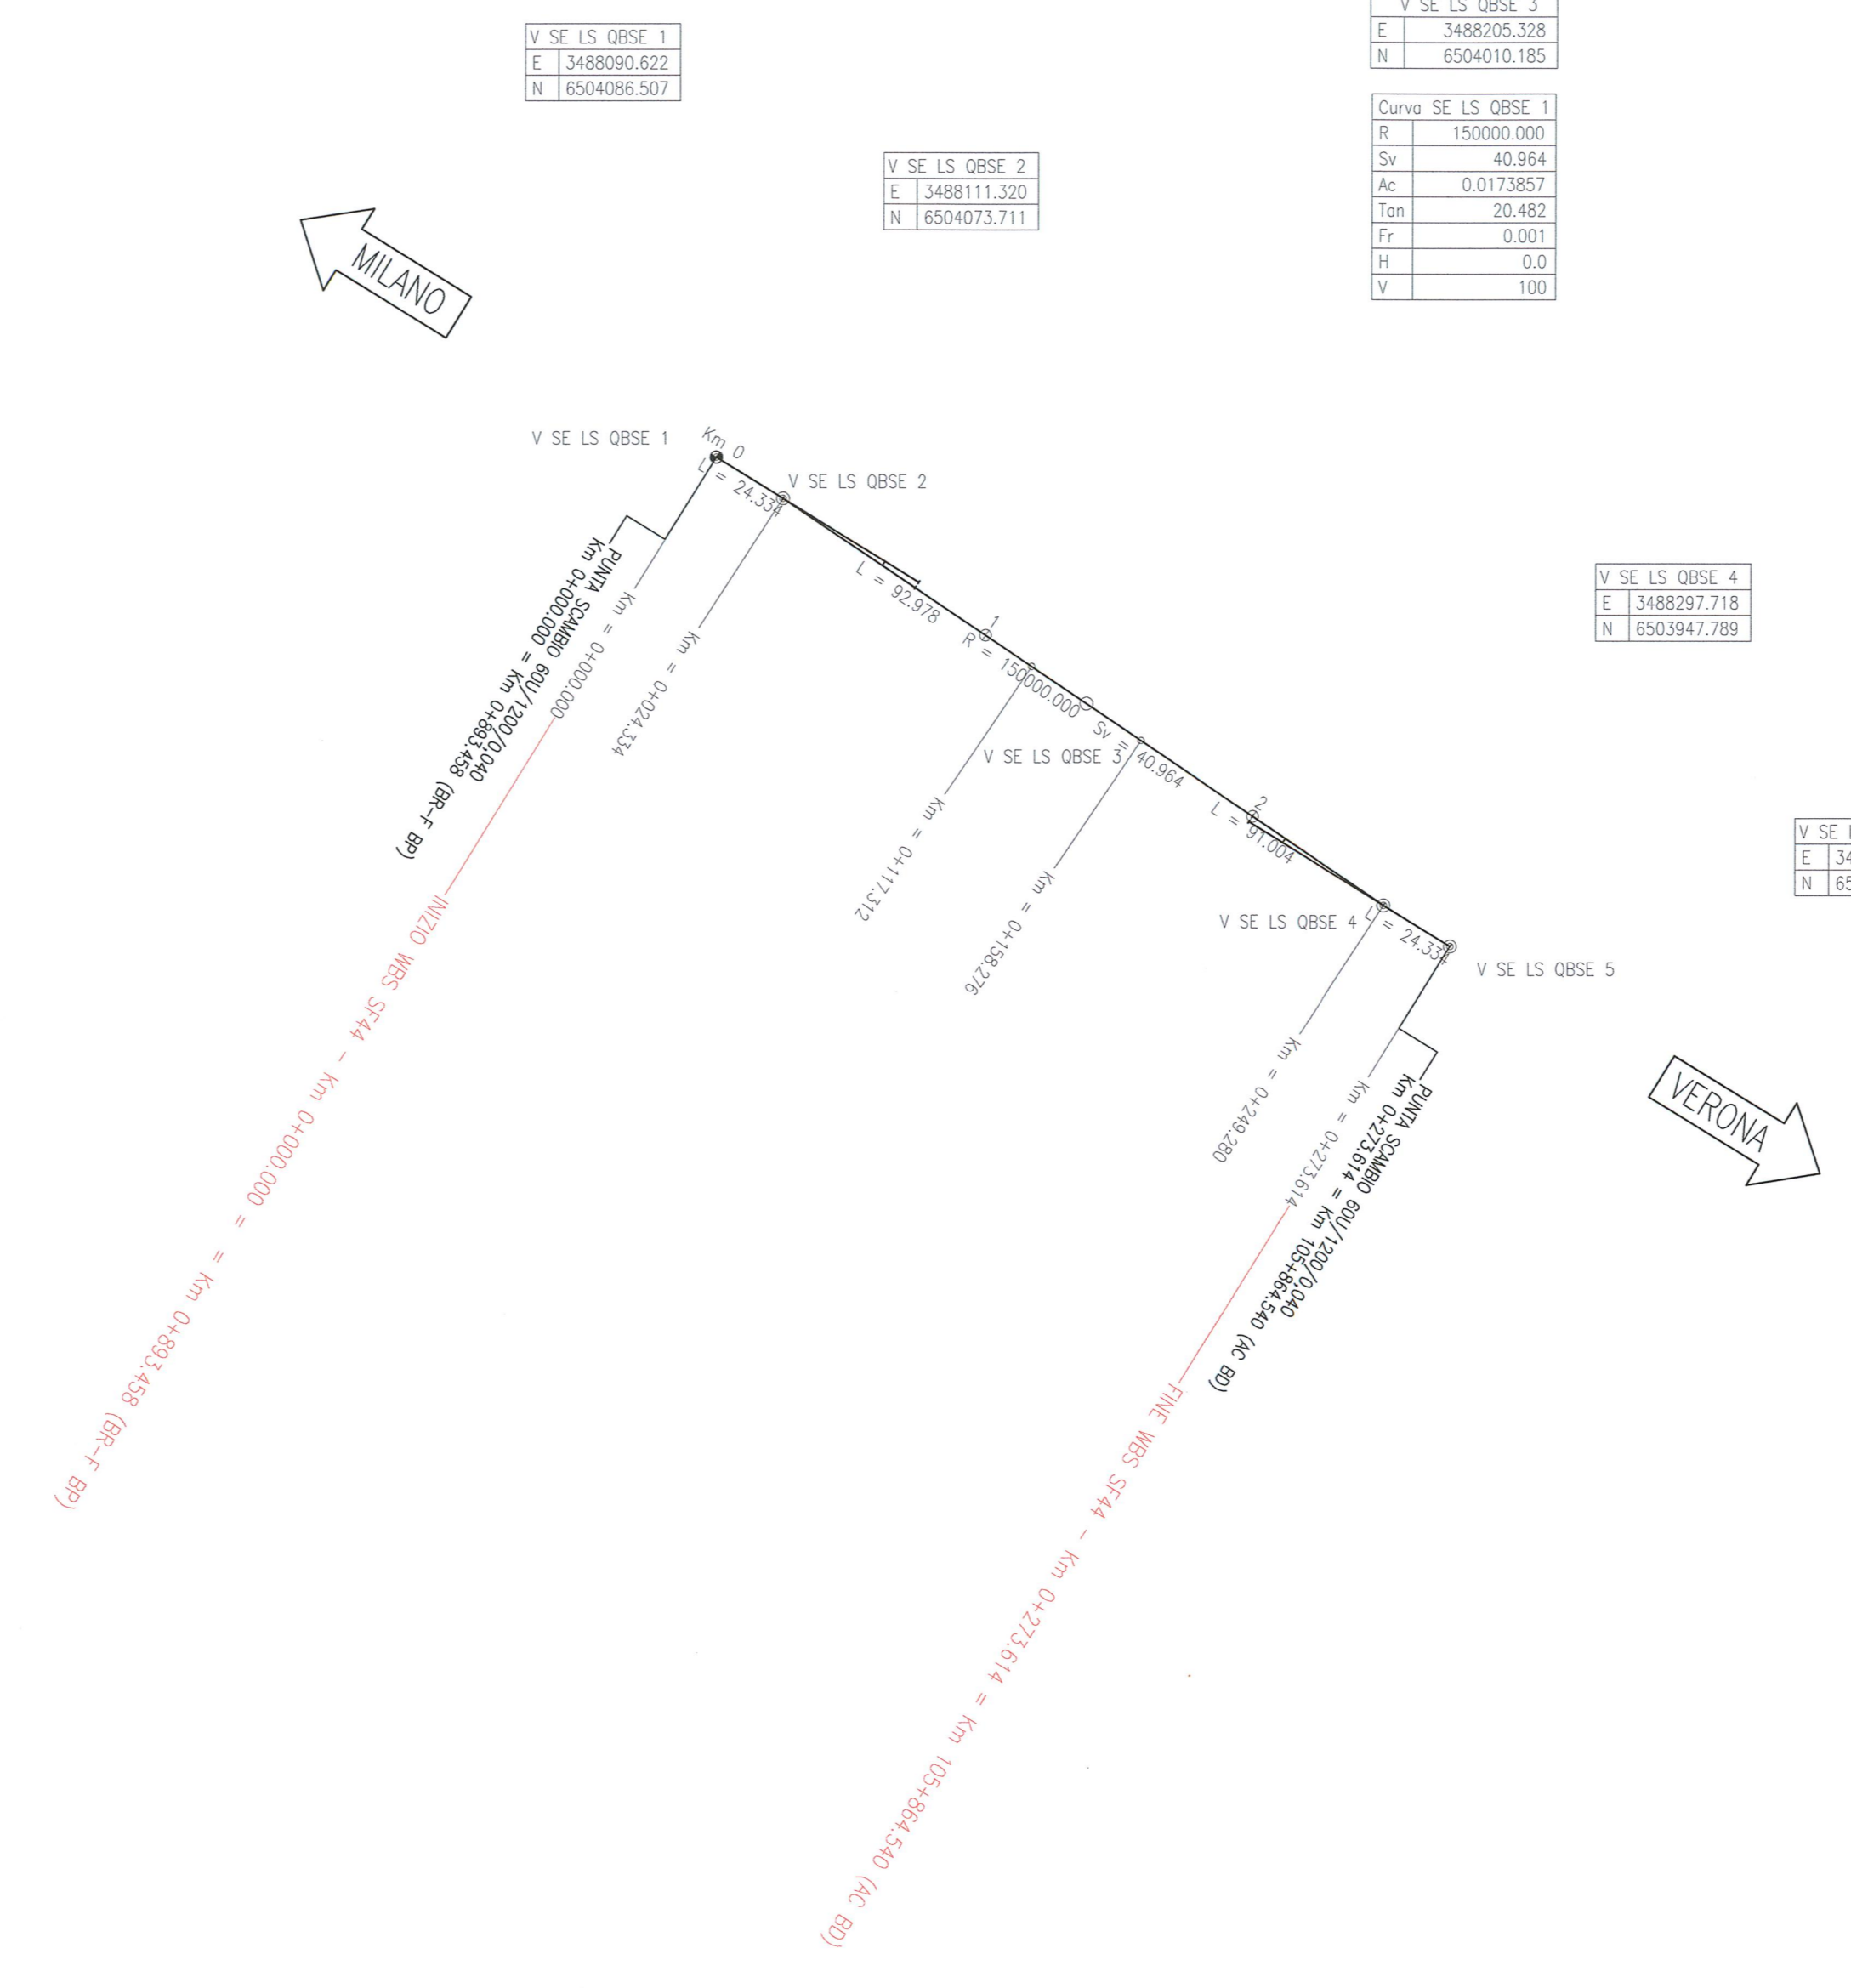 V SE LS QBSE 1
E 3488090.622
N 6504086.507
V SE LS QBSE 2
E 3488111.320
N 6504073.711
V SE LS QBSE 3
E 3488205.328
N 6504010.185
Curva SE LS QBSE 1
R 150000.000
Sv 40.964
Ac 0.0173857
Tan 20.482
Fr 0.001
H 0.0
V 100
MILANO
V SE LS QBSE 1
Km 0
L = 24.334
V SE LS QBSE 2
L = 92.978
1
R = 150000.000
Sv = 40.964
V SE LS QBSE 3
2
L = 91.004
V SE LS QBSE 4
L = 24.334
V SE LS QBSE 5
V SE LS QBSE 4
E 3488297.718
N 6503947.789
V SE
E 34
N 65
PUNTA SCAMBIO 60U/1200/0,040
Km 0+000.000 = Km 0+893.458 (BR-F BP)
Km = 0+000.000
Km = 0+024.334
Km = 0+117.312
Km = 0+158.276
Km = 0+249.280
Km = 0+273.614
PUNTA SCAMBIO 60U/1200/0,040
Km 0+273.614 = Km 105+864.540 (AC BD)
VERONA
INIZIO WBS SF44 - Km 0+000.000 = = Km 0+893.458 (BR-F BP)
FINE WBS SF44 - Km 0+273.614 = Km 105+864.540 (AC BD)